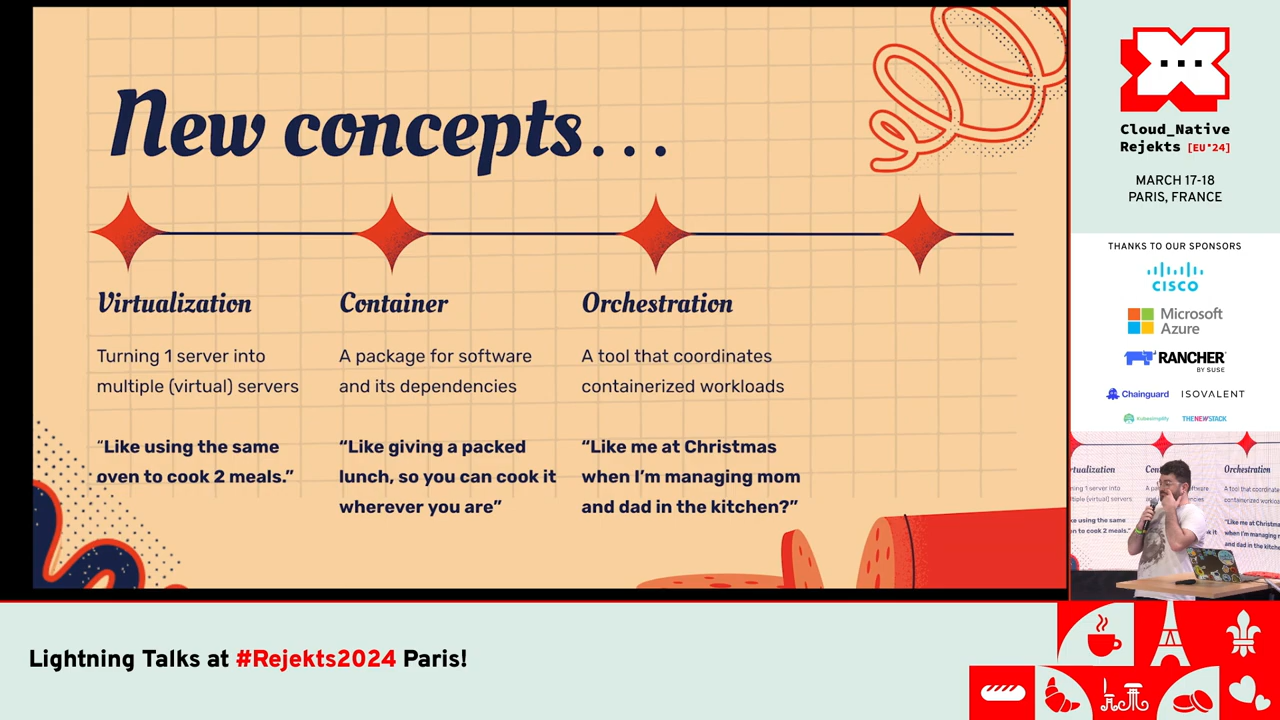 New concepts...
Virtualization
Turning 1 server into
multiple (virtual) servers
“Like using the same
oven to cook 2 meals.”
Container
A package for software
and its dependencies
“Like giving a packed
lunch, so you can cook it
wherever you are”
Orchestration
A tool that coordinates
containerized workloads
“Like me at Christmas
when I’m managing mom
and dad in the kitchen?”
Cloud_Native
Rejekts [EU*24]
MARCH 17-18
PARIS, FRANCE
THANKS TO OUR SPONSORS
CISCO
Microsoft
Azure
RANCHER
BY SUSE
Chainguard
ISOVALENT
Kubesimplify
THENEWSTACK
Orchestration
Lightning Talks at #Rejekts2024 Paris!